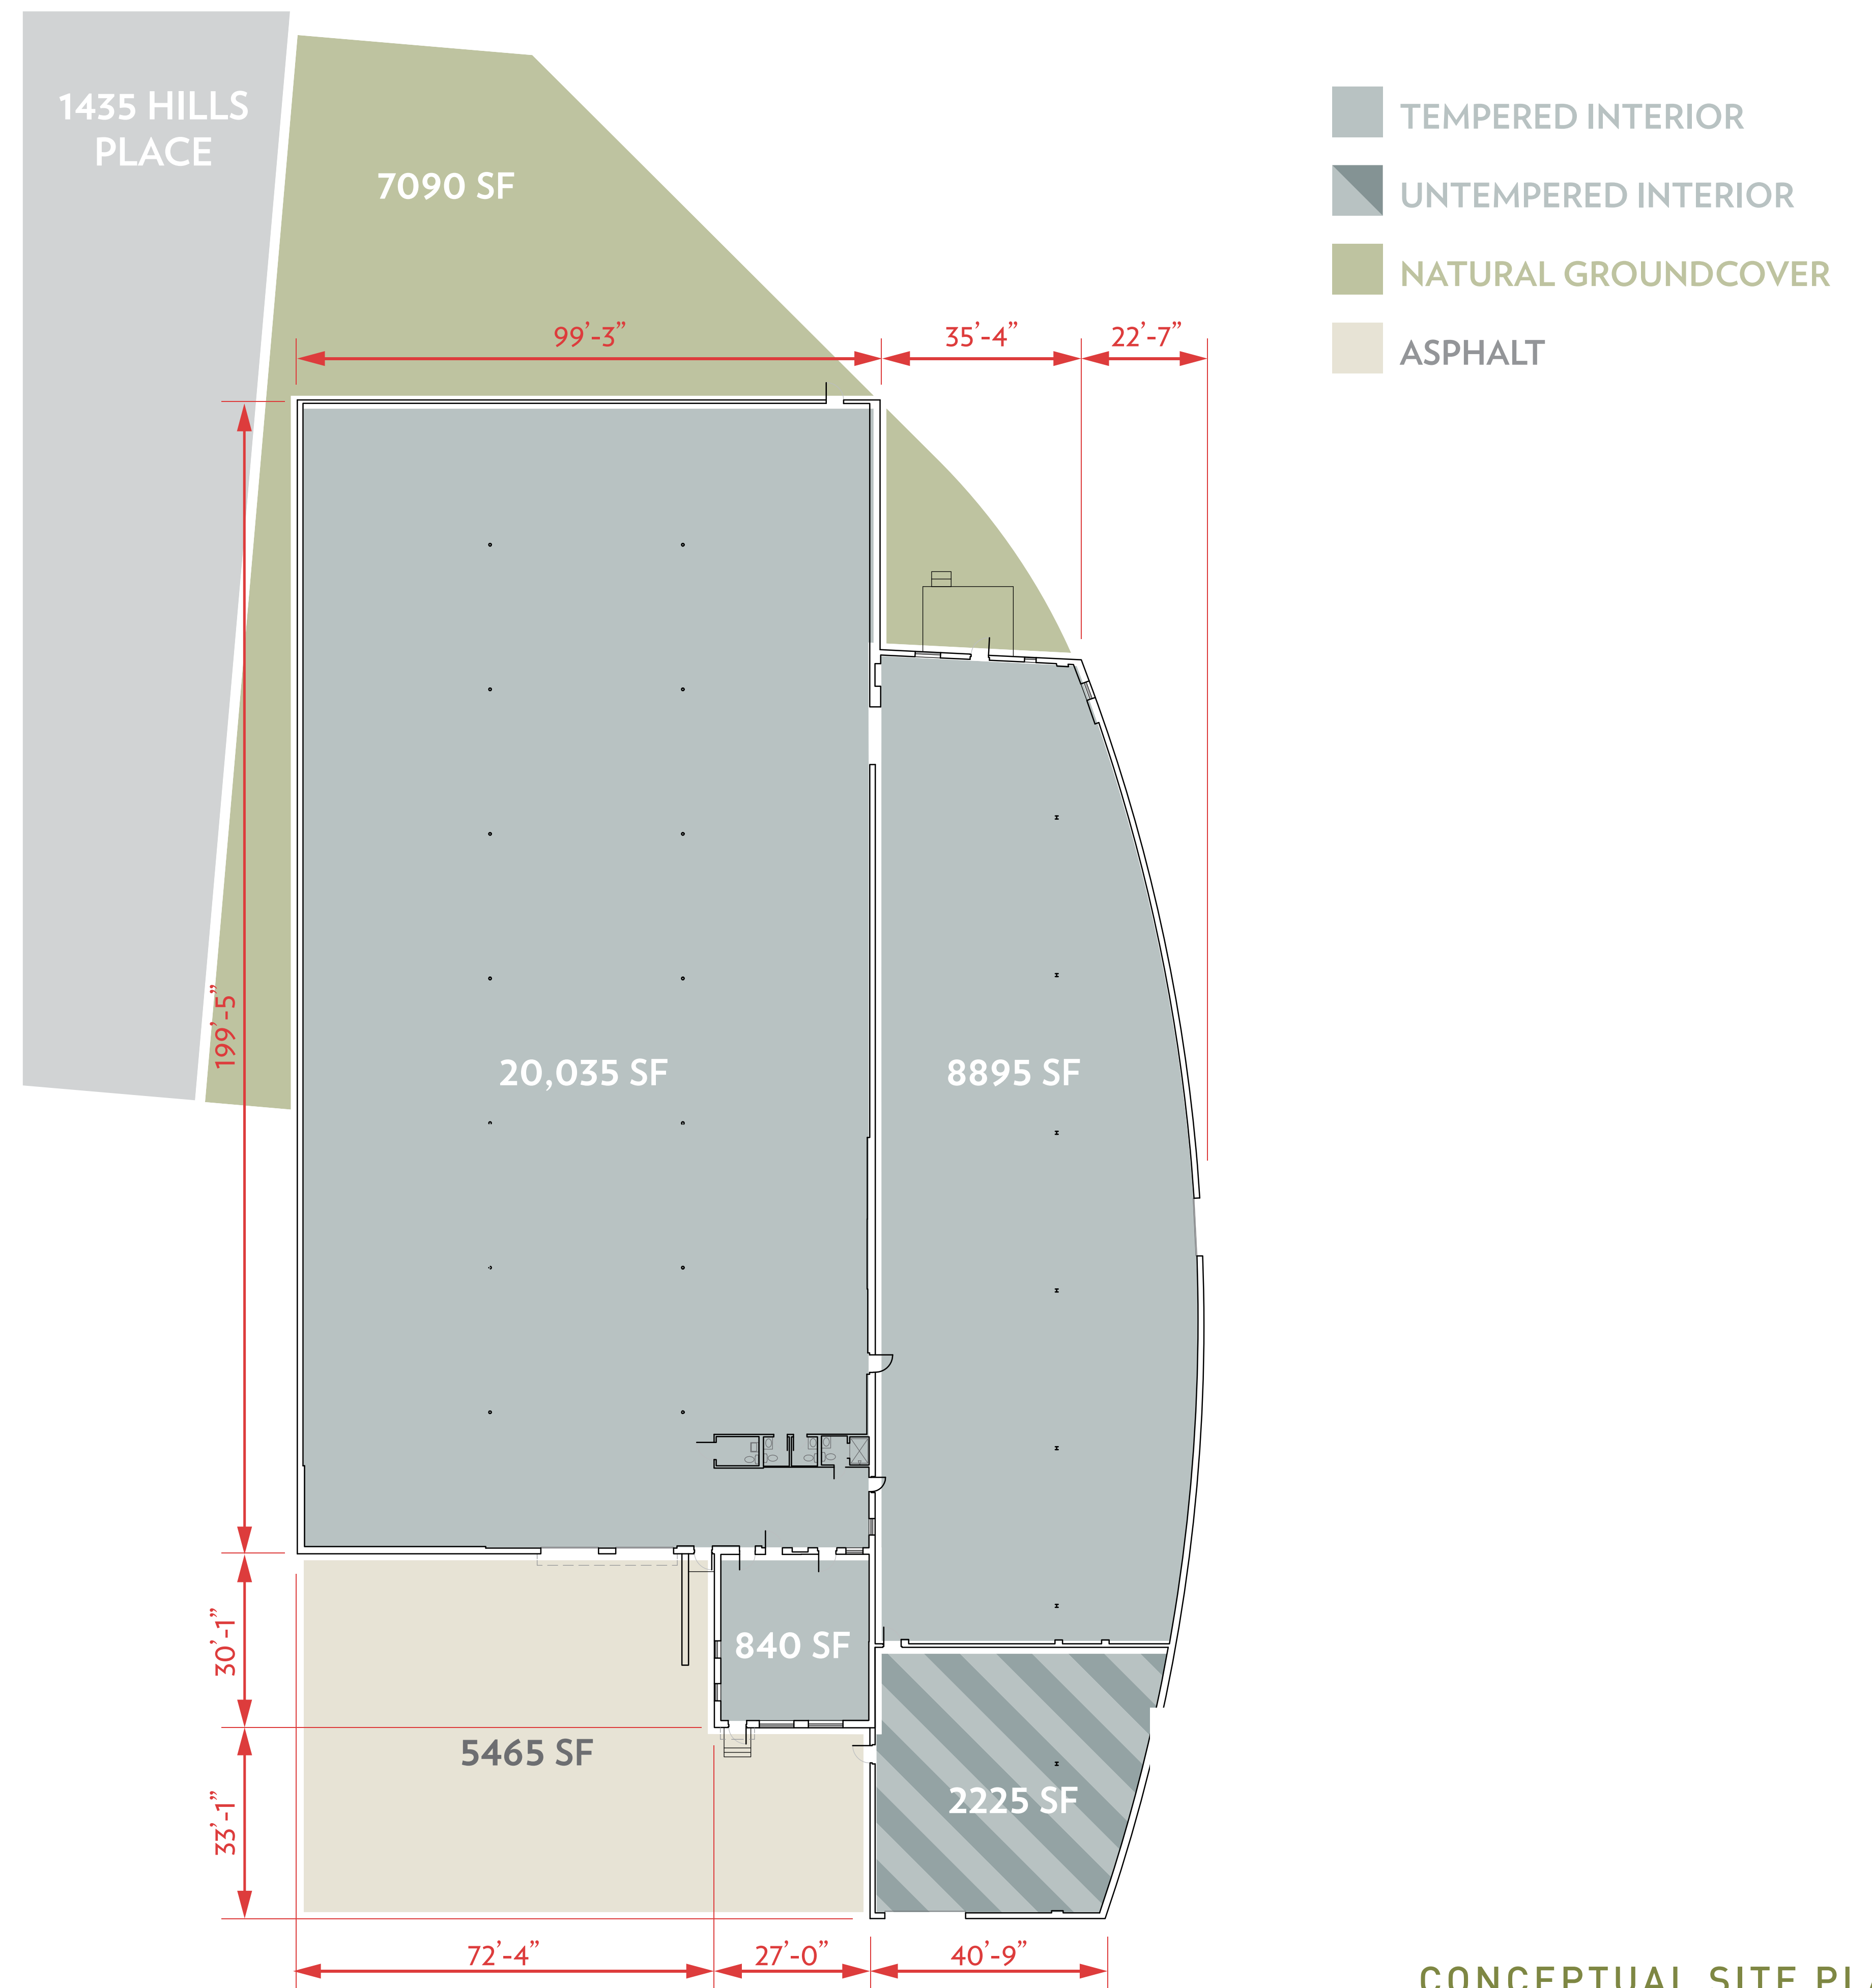 1435 HILLS
PLACE
7090 SF
TEMPERED INTERIOR
UNTEMPERED INTERIOR
NATURAL GROUNDCOVER
ASPHALT
99’-3”
35’-4”
22’-7”
199’-5”
20,035 SF
8895 SF
30’-1”
840 SF
5465 SF
33’-1”
2225 SF
72’-4”
27’-0”
40’-9”
CONCEPTUAL SITE